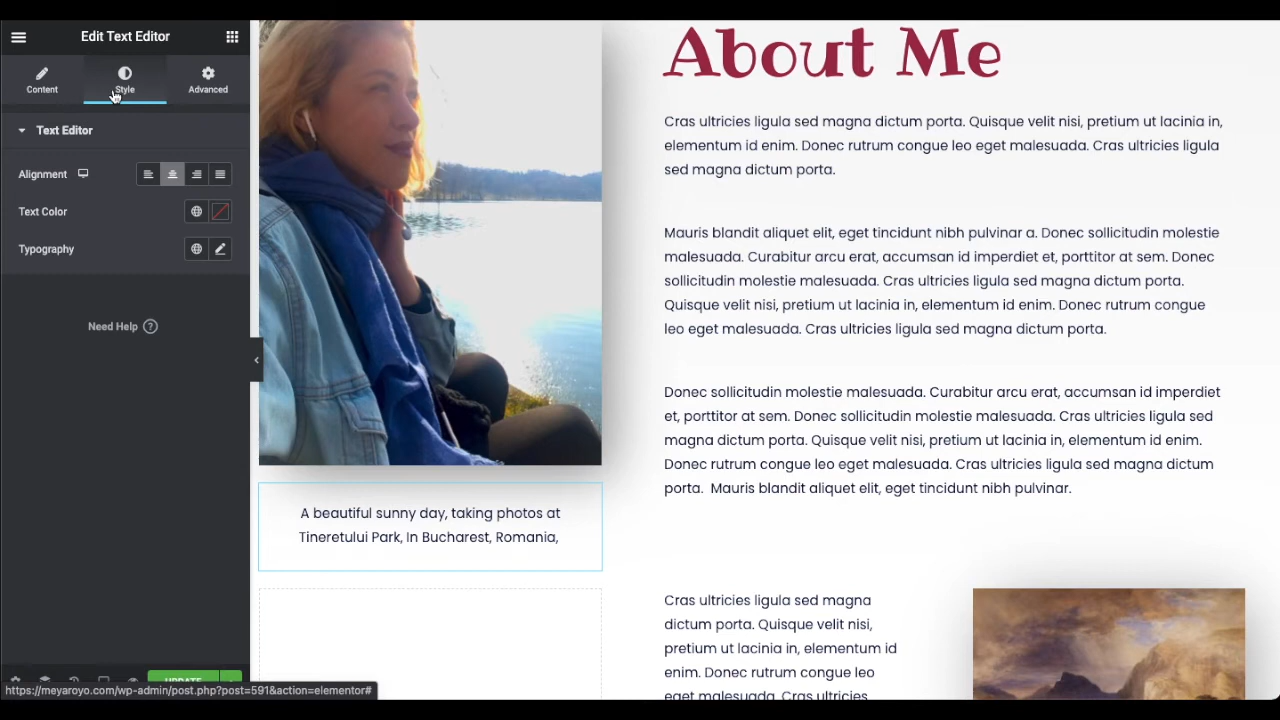 Edit Text Editor
Content
Style
Advanced
Text Editor
Alignment
Text Color
Typography
Need Help ?
UPDATE
https://meyaroyo.com/wp-admin/post.php?post=591&action=elementor#
A beautiful sunny day, taking photos at
Tineretului Park, In Bucharest, Romania,
About Me
Cras ultricies ligula sed magna dictum porta. Quisque velit nisi, pretium ut lacinia in,
elementum id enim. Donec rutrum congue leo eget malesuada. Cras ultricies ligula
sed magna dictum porta.
Mauris blandit aliquet elit, eget tincidunt nibh pulvinar a. Donec sollicitudin molestie
malesuada. Curabitur arcu erat, accumsan id imperdiet et, porttitor at sem. Donec
sollicitudin molestie malesuada. Cras ultricies ligula sed magna dictum porta.
Quisque velit nisi, pretium ut lacinia in, elementum id enim. Donec rutrum congue
leo eget malesuada. Cras ultricies ligula sed magna dictum porta.
Donec sollicitudin molestie malesuada. Curabitur arcu erat, accumsan id imperdiet
et, porttitor at sem. Donec sollicitudin molestie malesuada. Cras ultricies ligula sed
magna dictum porta. Quisque velit nisi, pretium ut lacinia in, elementum id enim.
Donec rutrum congue leo eget malesuada. Cras ultricies ligula sed magna dictum
porta. Mauris blandit aliquet elit, eget tincidunt nibh pulvinar.
Cras ultricies ligula sed magna
dictum porta. Quisque velit nisi,
pretium ut lacinia in, elementum id
enim. Donec rutrum congue leo
eget malesuada. Cras ultricies